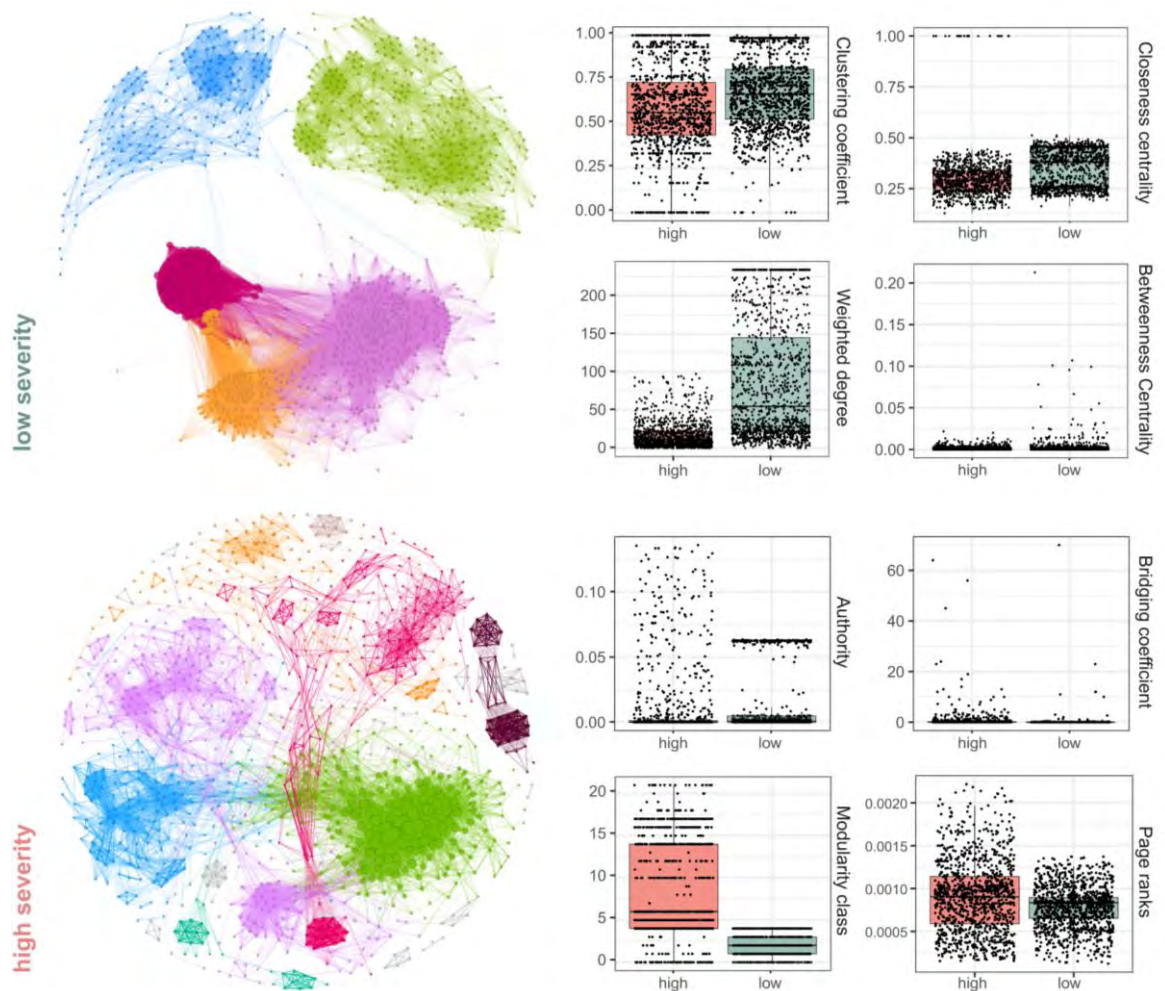 low severity
high severity
1.00
0.75
0.50
0.25
0.00
high
low
Clustering coefficient
1.00
0.50
0.25
high
low
Closeness centrality
200
150
100
50
0
high
low
Weighted degree
0.20
0.15
0.10
0.05
0.00
high
low
Betweenness Centrality
0.10
0.05
0.00
high
low
Authority
60
40
20
0
high
low
Bridging coefficient
20
15
10
5
0
high
low
Modularity class
0.0020
0.0015
0.0010
0.0005
high
low
Page ranks